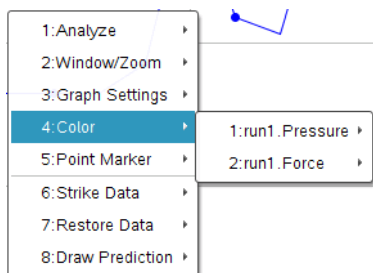 1:Analyze
2:Window/Zoom
3:Graph Settings
4:Color
5:Point Marker
6:Strike Data
7:Restore Data
8:Draw Prediction
1:run1.Pressure
2:run1.Force